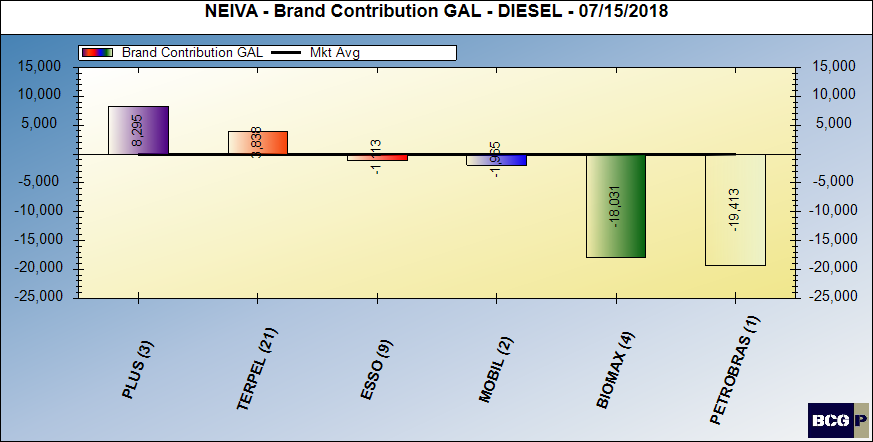 NEIVA - Brand Contribution GAL - DIESEL - 07/15/2018
Brand Contribution GAL Mkt Avg
15,000 15,000
10,000 10,000
5,000 5,000
-5,000 -5,000
-10,000 -10,000
-15,000 -15,000
-20,000 -20,000
-25,000 -25,000
8,295
3,838
-18,031
-19,413
PLUS (3)
TERPEL (21)
ESSO (9)
MOBIL (2)
BIOMAX (4)
PETROBRAS (1)
BCG P